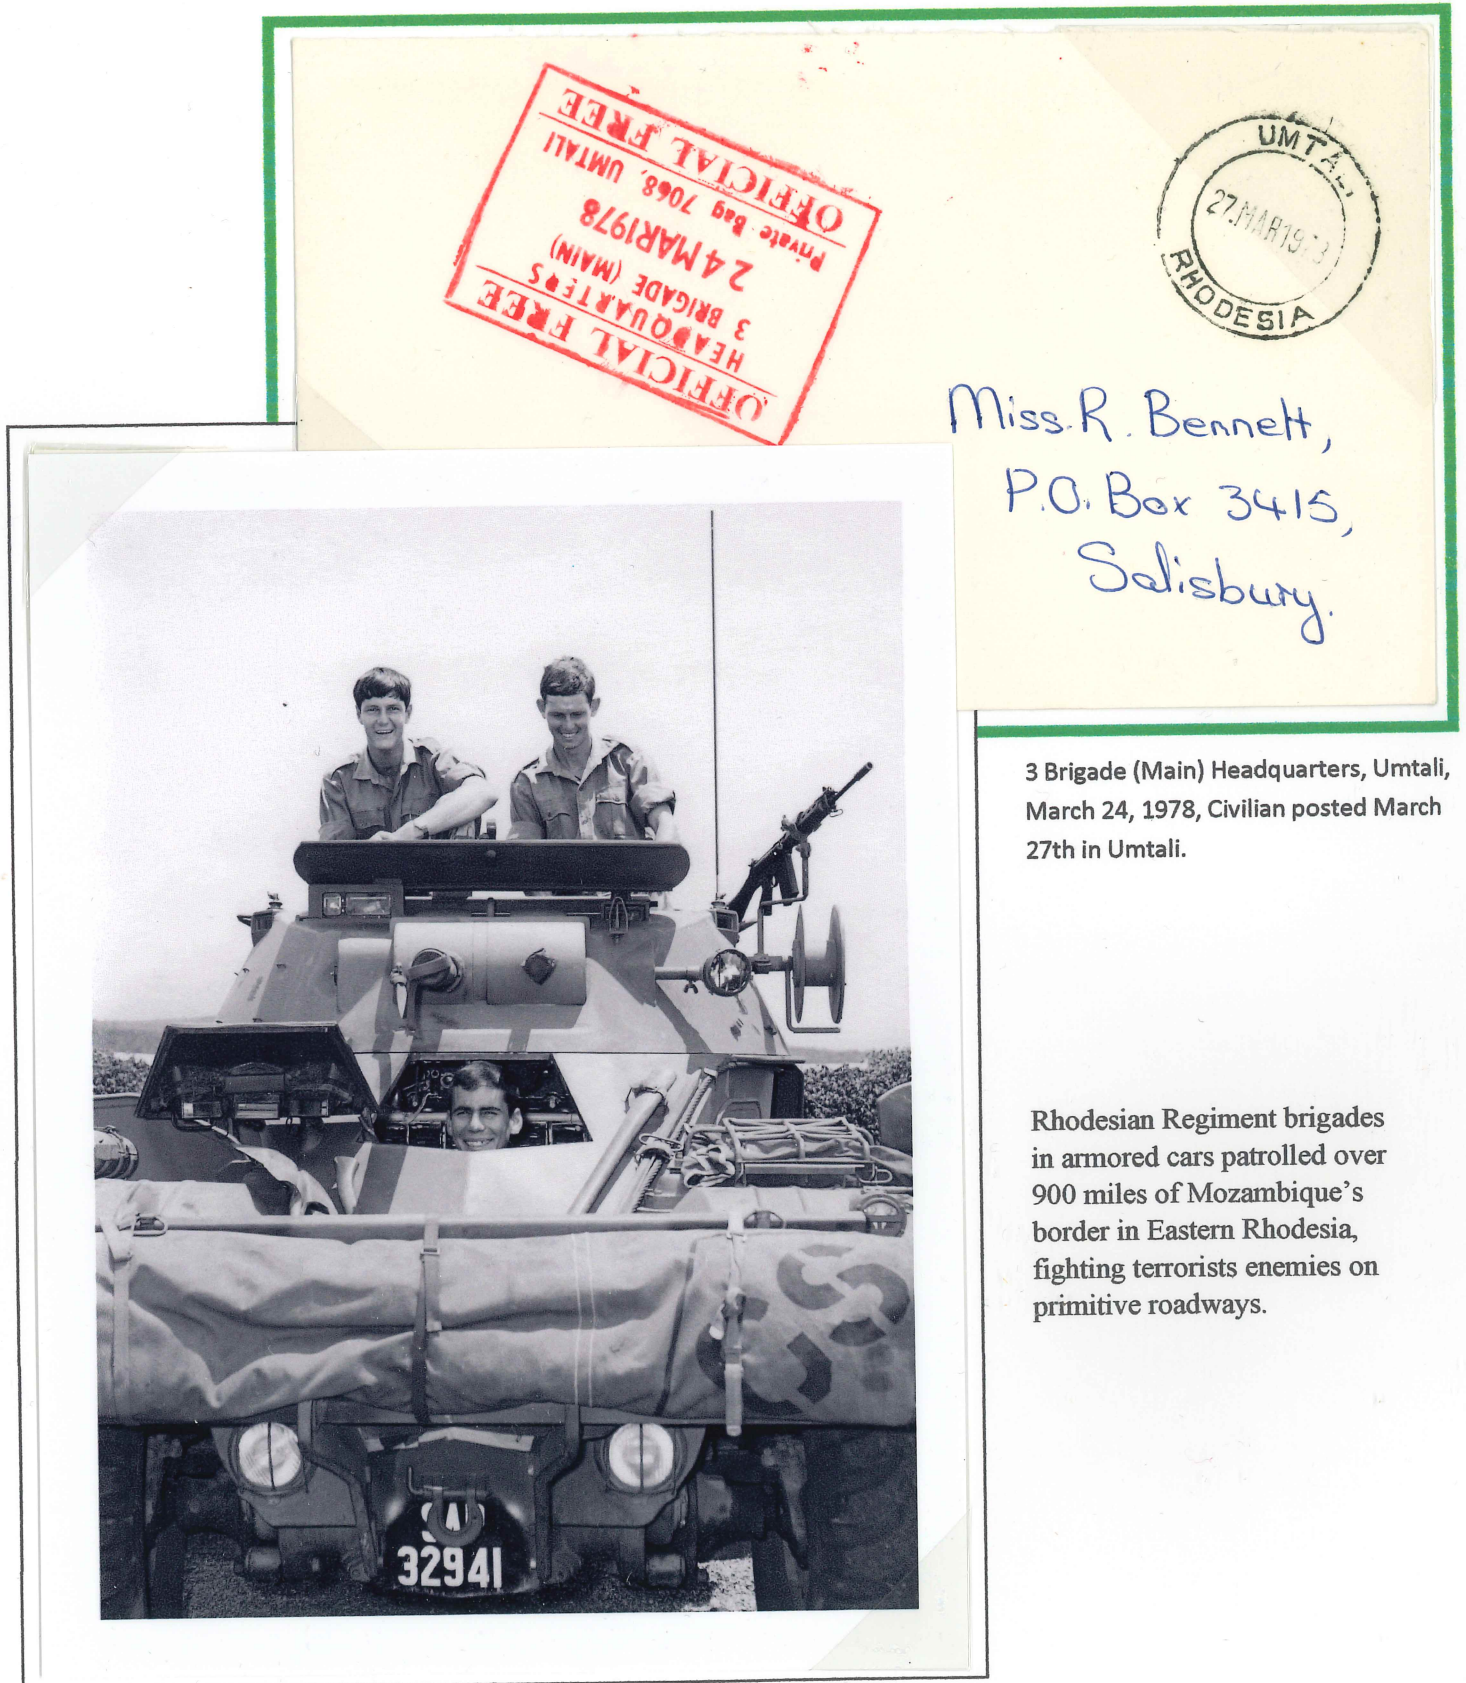 OFFICIAL FREE
HEADQUARTERS
3 BRIGADE (MAIN)
24 MAR 1978
Private Bag 7068, UMTALI
OFFICIAL FREE
UMTALI
27.MAR1978
RHODESIA
Miss. R. Bennett,
P.O. Box 3415,
Salisbury.
3 Brigade (Main) Headquarters, Umtali,
March 24, 1978, Civilian posted March
27th in Umtali.
Rhodesian Regiment brigades
in armored cars patrolled over
900 miles of Mozambique's
border in Eastern Rhodesia,
fighting terrorists enemies on
primitive roadways.
32941